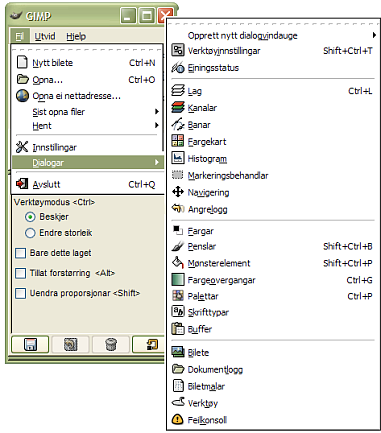 GIMP
Fil Utvid Hjelp
Nytt bilete Ctrl+N
Opna... Ctrl+O
Opna ei nettadresse...
Sist opna filer
Hent
Innstillingar
Dialogar
Avslutt Ctrl+Q
Verktøymodus <Ctrl>
Beskjer
Endre storleik
Bare dette laget
Tillat forstørring <Alt>
Uendra proporsjonar <Shift>
Opprett nytt dialogvindauge
Verktøyinnstillingar Shift+Ctrl+T
Einingsstatus
Lag Ctrl+L
Kanalar
Banar
Fargekart
Histogram
Markeringsbehandlar
Navigering
Angrelogg
Fargar
Penslar Shift+Ctrl+B
Mønsterelement Shift+Ctrl+P
Fargeovergangar Ctrl+G
Palettar Ctrl+P
Skrifttypar
Buffer
Bilete
Dokumentlogg
Biletmalar
Verktøy
Feilkonsoll